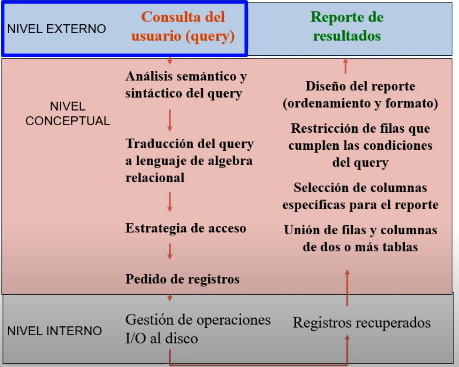 NIVEL EXTERNO
Consulta del
usuario (query)
Reporte de
resultados
NIVEL
CONCEPTUAL
Análisis semántico y
sintáctico del query
Traducción del query
a lenguaje de algebra
relacional
Estrategia de acceso
Pedido de registros
Diseño del reporte
(ordenamiento y formato)
Restricción de filas que
cumplen las condiciones
del query
Selección de columnas
específicas para el reporte
Unión de filas y columnas
de dos o más tablas
NIVEL INTERNO
Gestión de operaciones
I/O al disco
Registros recuperados